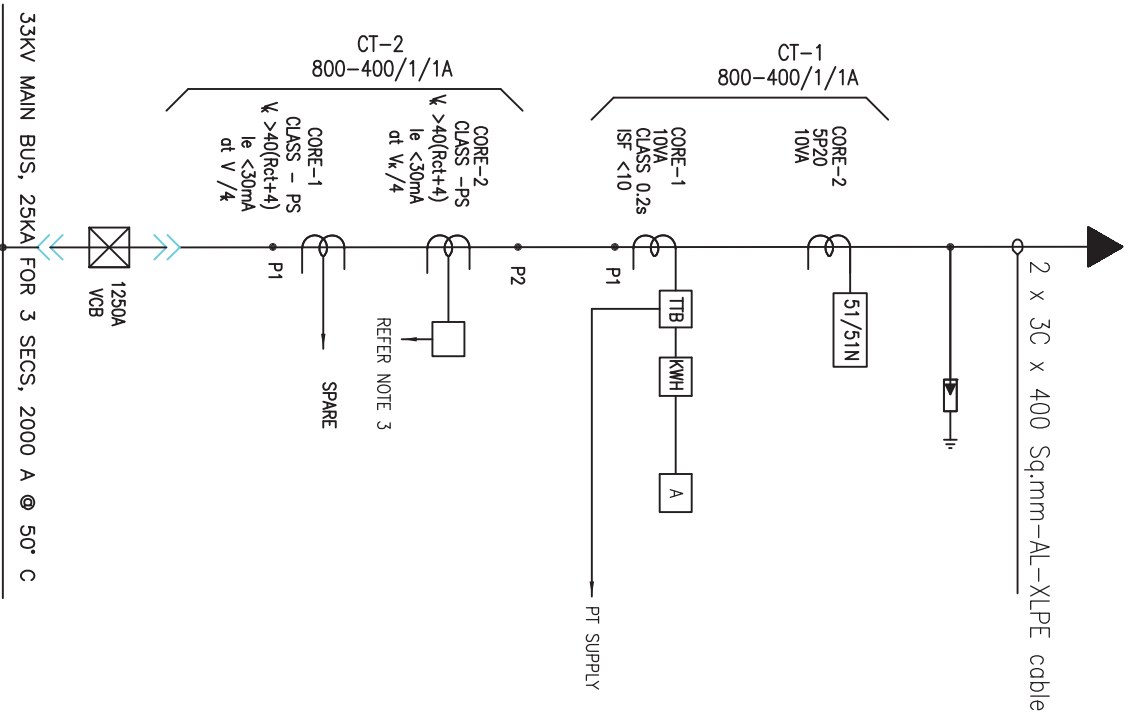 33KV MAIN BUS, 25KA FOR 3 SECS, 2000 A @ 50° C
1250A
VCB
CT-2
800-400/1/1A
CORE-1
CLASS - PS
Vk >40(Rct+4)
Ie <30mA
at V /4
k
CORE-2
CLASS -PS
Vk >40(Rct+4)
Ie <30mA
at Vk/4
P1
P2
SPARE
REFER NOTE 3
CT-1
800-400/1/1A
CORE-1
10VA
CLASS 0.2s
ISF <10
CORE-2
5P20
10VA
P1
TTB
KWH
A
PT SUPPLY
51/51N
2 x 3C x 400 Sq.mm-AL-XLPE cable